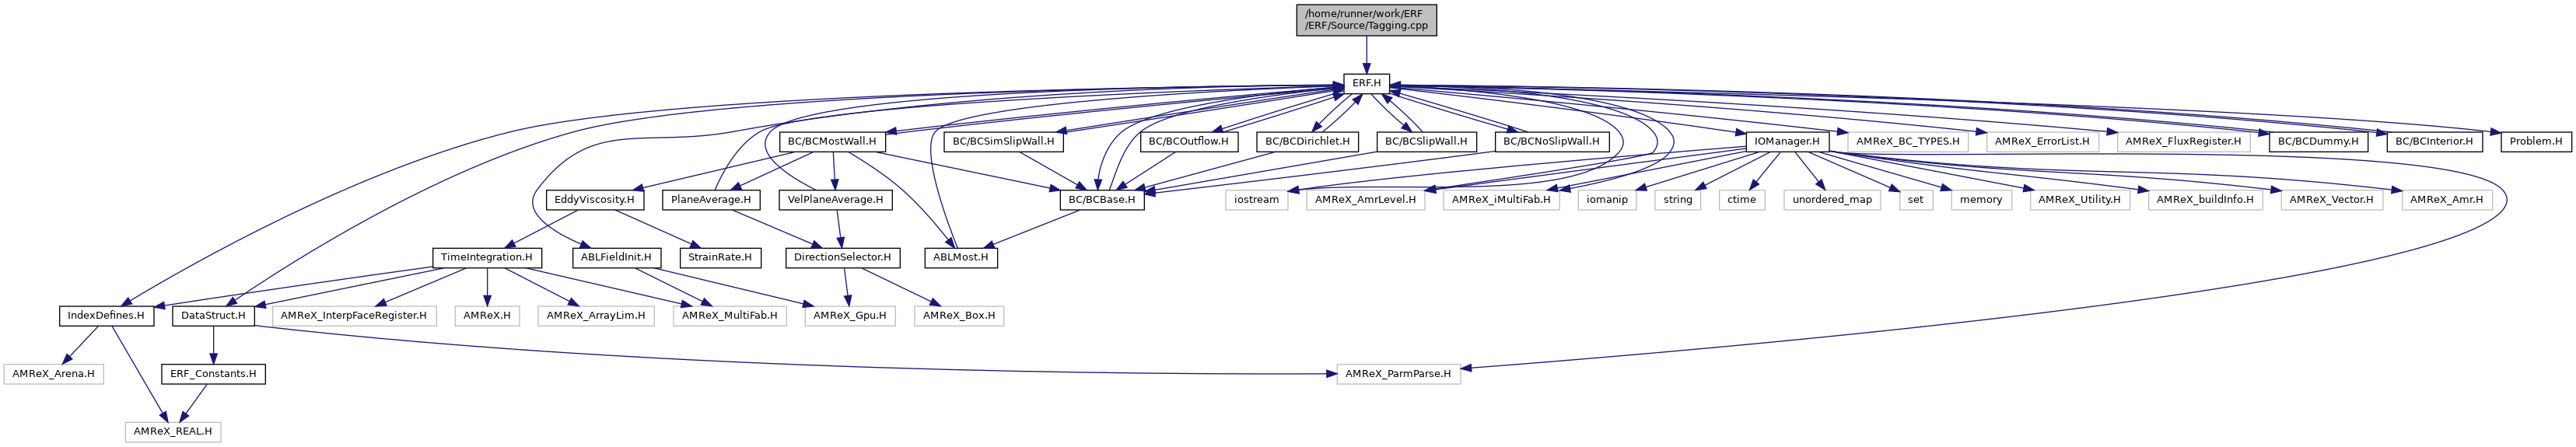 /home/runner/work/ERF
/ERF/Source/Tagging.cpp
ERF.H
BC/BCMostWall.H
BC/BCSimSlipWall.H
BC/BCOutflow.H
BC/BCDirichlet.H
BC/BCSlipWall.H
BC/BCNoSlipWall.H
IOManager.H
AMReX_BC_TYPES.H
AMReX_ErrorList.H
AMReX_FluxRegister.H
BC/BCDummy.H
BC/BCInterior.H
Problem.H
EddyViscosity.H
PlaneAverage.H
VelPlaneAverage.H
BC/BCBase.H
iostream
AMReX_AmrLevel.H
AMReX_iMultiFab.H
iomanip
string
ctime
unordered_map
set
memory
AMReX_Utility.H
AMReX_buildInfo.H
AMReX_Vector.H
AMReX_Amr.H
TimeIntegration.H
ABLFieldInit.H
StrainRate.H
DirectionSelector.H
ABLMost.H
IndexDefines.H
DataStruct.H
AMReX_InterpFaceRegister.H
AMReX.H
AMReX_ArrayLim.H
AMReX_MultiFab.H
AMReX_Gpu.H
AMReX_Box.H
AMReX_Arena.H
ERF_Constants.H
AMReX_ParmParse.H
AMReX_REAL.H